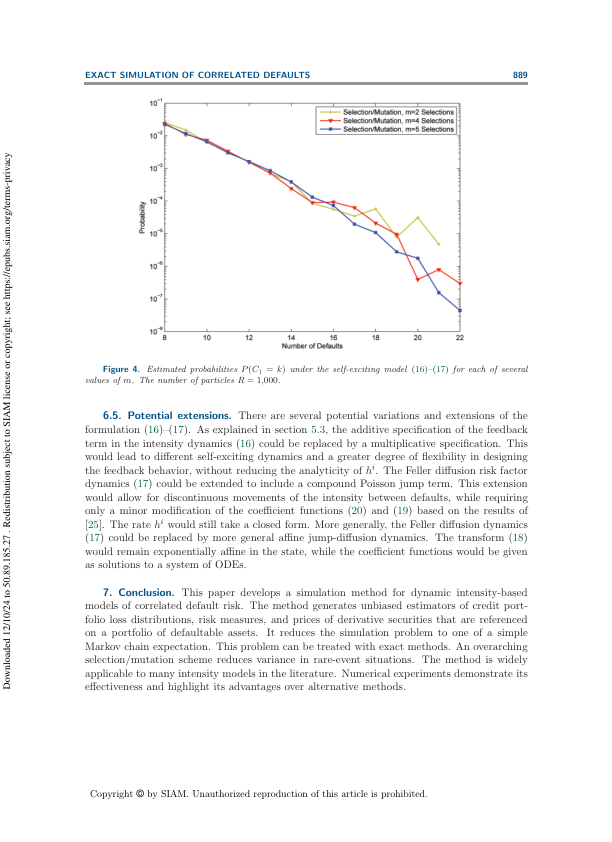 EXACT SIMULATION OF CORRELATED DEFAULTS 889
10⁻¹
10⁻²
10⁻³
10⁻⁴
10⁻⁵
10⁻⁶
10⁻⁷
10⁻⁸
Probability
Selection/Mutation, m=2 Selections
Selection/Mutation, m=4 Selections
Selection/Mutation, m=5 Selections
8 10 12 14 16 18 20 22
Number of Defaults
Figure 4. Estimated probabilities P(C₁ = k) under the self-exciting model (16)–(17) for each of several
values of m. The number of particles R = 1,000.
6.5. Potential extensions. There are several potential variations and extensions of the
formulation (16)–(17). As explained in section 5.3, the additive specification of the feedback
term in the intensity dynamics (16) could be replaced by a multiplicative specification. This
would lead to different self-exciting dynamics and a greater degree of flexibility in designing
the feedback behavior, without reducing the analyticity of hⁱ. The Feller diffusion risk factor
dynamics (17) could be extended to include a compound Poisson jump term. This extension
would allow for discontinuous movements of the intensity between defaults, while requiring
only a minor modification of the coefficient functions (20) and (19) based on the results of
[25]. The rate hⁱ would still take a closed form. More generally, the Feller diffusion dynamics
(17) could be replaced by more general affine jump-diffusion dynamics. The transform (18)
would remain exponentially affine in the state, while the coefficient functions would be given
as solutions to a system of ODEs.
7. Conclusion. This paper develops a simulation method for dynamic intensity-based
models of correlated default risk. The method generates unbiased estimators of credit port-
folio loss distributions, risk measures, and prices of derivative securities that are referenced
on a portfolio of defaultable assets. It reduces the simulation problem to one of a simple
Markov chain expectation. This problem can be treated with exact methods. An overarching
selection/mutation scheme reduces variance in rare-event situations. The method is widely
applicable to many intensity models in the literature. Numerical experiments demonstrate its
effectiveness and highlight its advantages over alternative methods.
Copyright © by SIAM. Unauthorized reproduction of this article is prohibited.
Downloaded 12/10/24 to 50.89.185.27 . Redistribution subject to SIAM license or copyright; see https://epubs.siam.org/terms-privacy